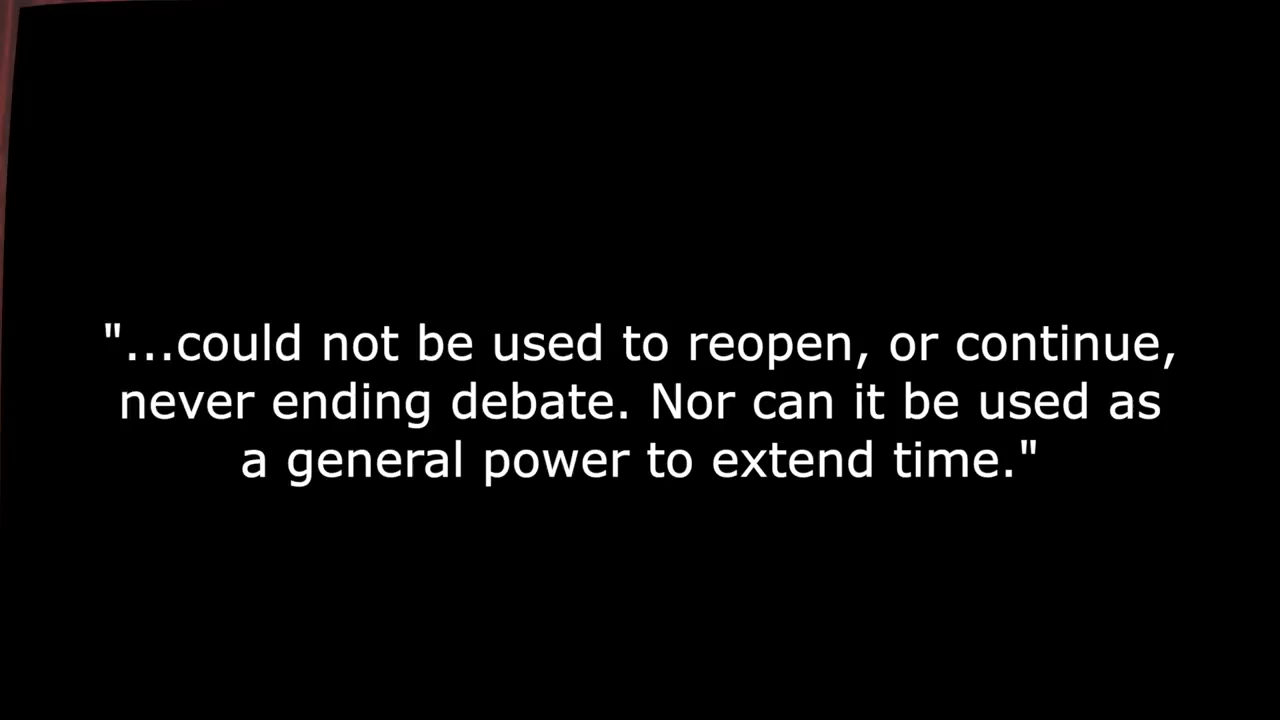 "...could not be used to reopen, or continue,
never ending debate. Nor can it be used as
a general power to extend time."